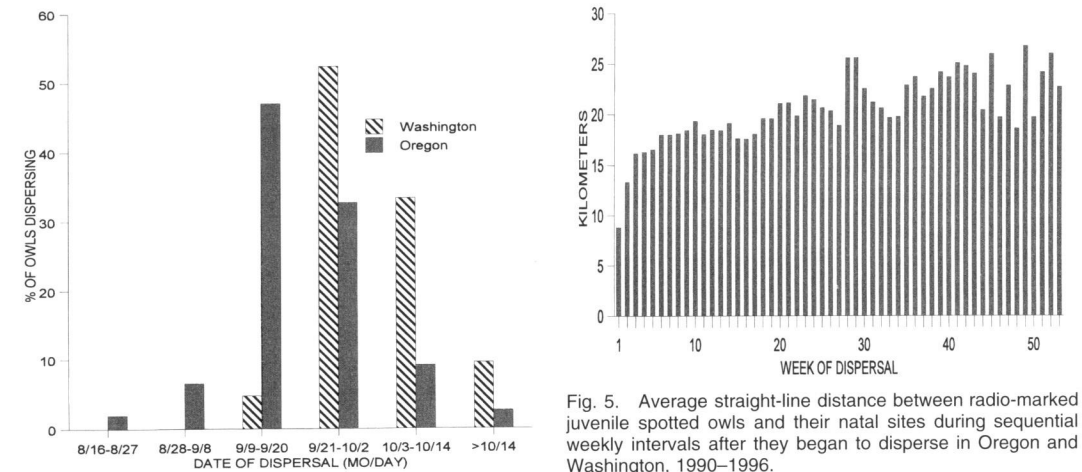 60
50
40
30
20
10
0
% OF OWLS DISPERSING
Washington
Oregon
8/16-8/27 8/28-9/8 9/9-9/20 9/21-10/2 10/3-10/14 >10/14
DATE OF DISPERSAL (MO/DAY)
30
25
20
15
10
5
0
KILOMETERS
1 10 20 30 40 50
WEEK OF DISPERSAL
Fig. 5. Average straight-line distance between radio-marked
juvenile spotted owls and their natal sites during sequential
weekly intervals after they began to disperse in Oregon and
Washington, 1990–1996.